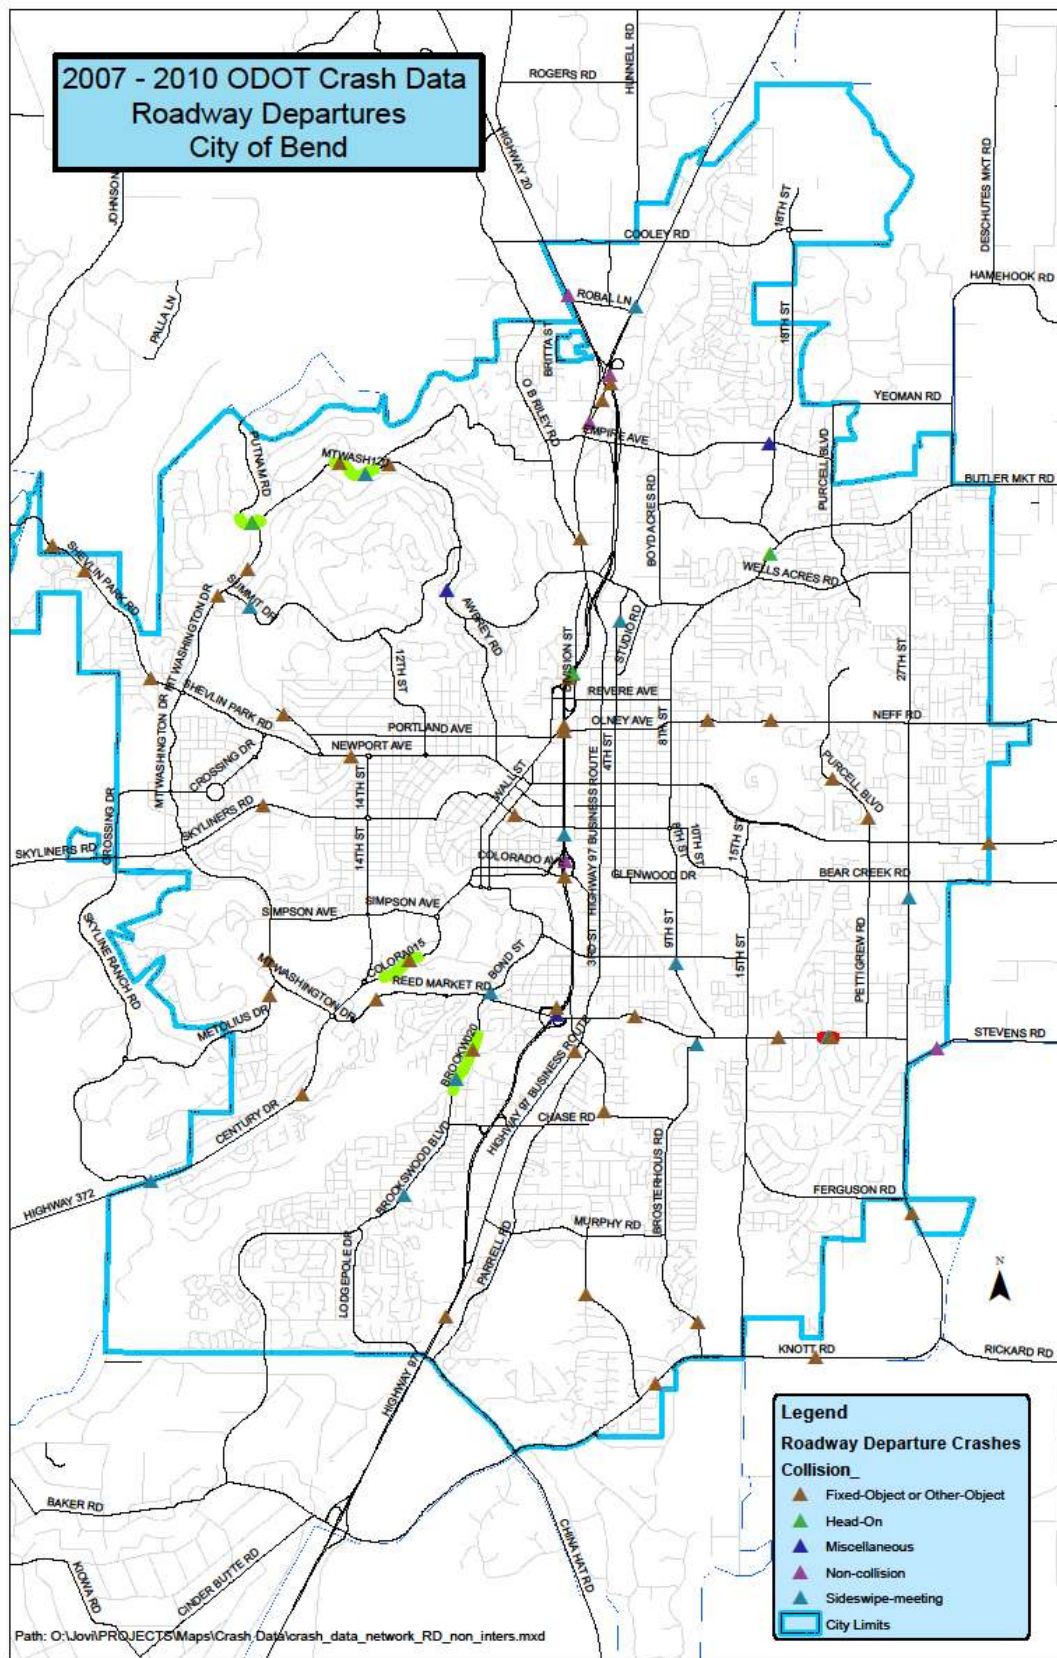 2007 - 2010 ODOT Crash Data
Roadway Departures
City of Bend
ROGERS RD
HUNNELL RD
HIGHWAY 20
JOHNSON
DESCHUTES MKT RD
18TH ST
COOLEY RD
HAMEHOOK RD
PALLA LN
ROBAL LN
BRITTA ST
18TH ST
O B RILEY RD
YEOMAN RD
EMPIRE AVE
PUTNAM RD
MTWASH120
BOYD ACRES RD
PURCELL BLVD
BUTLER MKT RD
SHEVLIN PARK RD
SUMMIT DR
MT WASHINGTON DR
AWBREY RD
WELLS ACRES RD
STUDIO RD
12TH ST
DIVISION ST
27TH ST
REVERE AVE
SHEVLIN PARK RD
PORTLAND AVE
OLNEY AVE
8TH ST
NEFF RD
MT WASHINGTON DR
NEWPORT AVE
4TH ST
CROSSING DR
14TH ST
WALL ST
PURCELL BLVD
SKYLINERS RD
CROSSING DR
SKYLINERS RD
14TH ST
COLORADO AVE
8TH ST
10TH ST
15TH ST
GLENWOOD DR
BEAR CREEK RD
3RD ST
HIGHWAY 97 BUSINESS ROUTE
SIMPSON AVE
SIMPSON AVE
SKYLINE RANCH RD
MT WASHINGTON DR
COLORA015
BOND ST
9TH ST
15TH ST
PETTIGREW RD
REED MARKET RD
METOLIUS DR
STEVENS RD
BROOKW020
HIGHWAY 97 BUSINESS ROUTE
CENTURY DR
CHASE RD
BROOKSWOOD BLVD
BROSTERHOUS RD
HIGHWAY 372
FERGUSON RD
LODGEPOLE DR
PARRELL RD
MURPHY RD
N
KNOTT RD
RICKARD RD
HIGHWAY 97
Legend
Roadway Departure Crashes
Collision_
Fixed-Object or Other-Object
Head-On
Miscellaneous
Non-collision
Sideswipe-meeting
City Limits
BAKER RD
KIOWA RD
CINDER BUTTE RD
CHINA HAT RD
Path: O:\Jovi\PROJECTS\Maps\Crash Data\crash_data_network_RD_non_inters.mxd